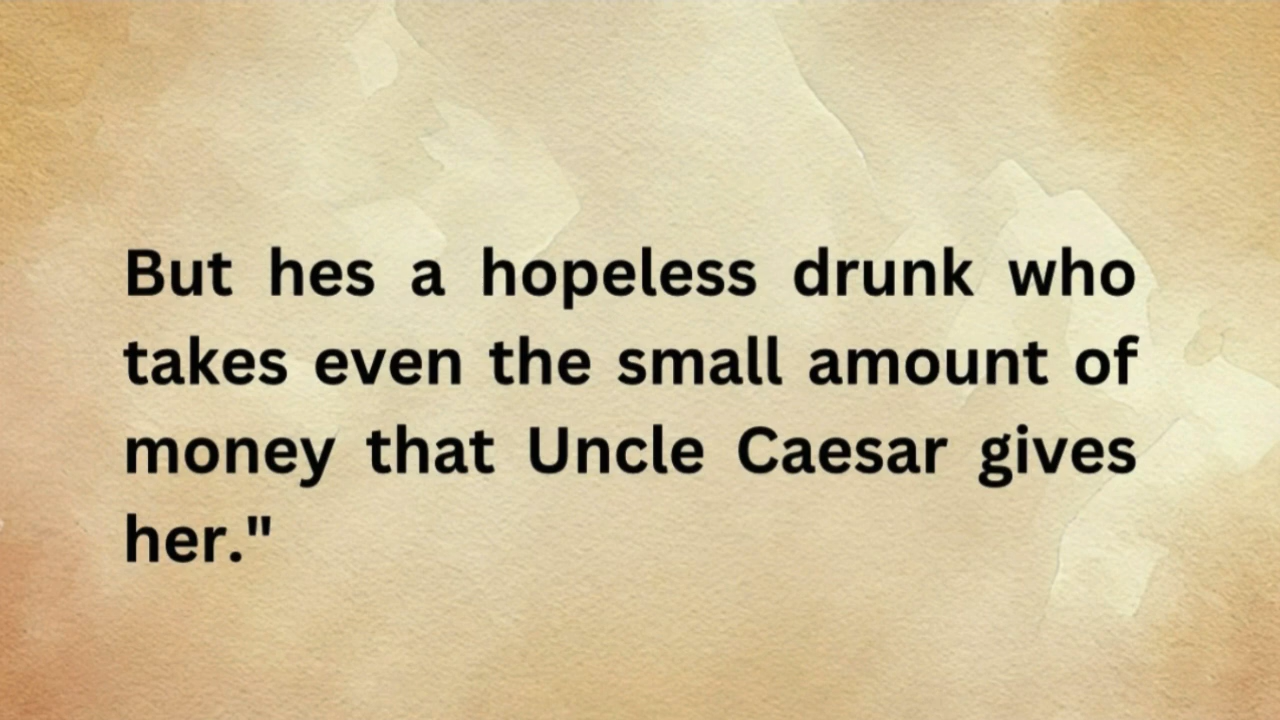 But hes a hopeless drunk who
takes even the small amount of
money that Uncle Caesar gives
her."